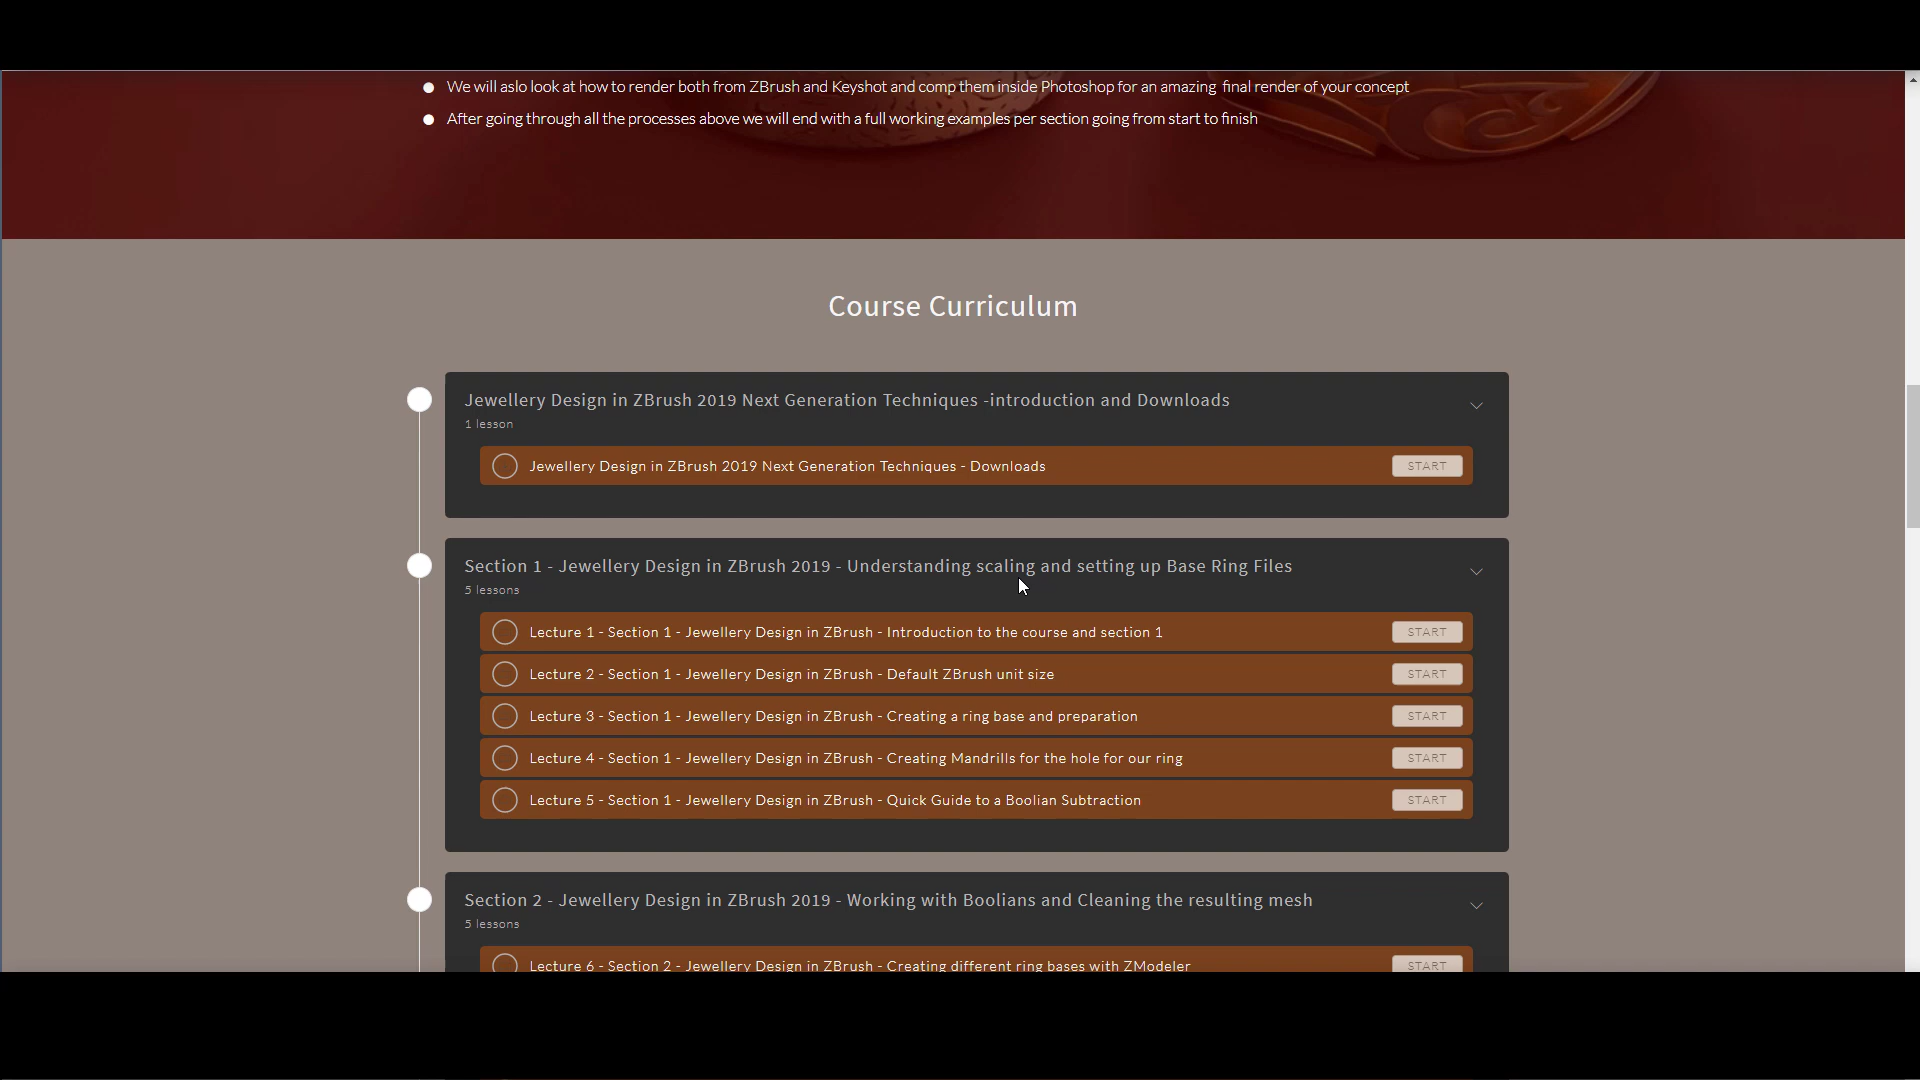 We will aslo look at how to render both from ZBrush and Keyshot and comp them inside Photoshop for an amazing final render of your concept
After going through all the processes above we will end with a full working examples per section going from start to finish
Course Curriculum
Jewellery Design in ZBrush 2019 Next Generation Techniques -introduction and Downloads
1 lesson
Jewellery Design in ZBrush 2019 Next Generation Techniques - Downloads START
Section 1 - Jewellery Design in ZBrush 2019 - Understanding scaling and setting up Base Ring Files
5 lessons
Lecture 1 - Section 1 - Jewellery Design in ZBrush - Introduction to the course and section 1 START
Lecture 2 - Section 1 - Jewellery Design in ZBrush - Default ZBrush unit size START
Lecture 3 - Section 1 - Jewellery Design in ZBrush - Creating a ring base and preparation START
Lecture 4 - Section 1 - Jewellery Design in ZBrush - Creating Mandrills for the hole for our ring START
Lecture 5 - Section 1 - Jewellery Design in ZBrush - Quick Guide to a Boolian Subtraction START
Section 2 - Jewellery Design in ZBrush 2019 - Working with Boolians and Cleaning the resulting mesh
5 lessons
Lecture 6 - Section 2 - Jewellery Design in ZBrush - Creating different ring bases with ZModeler START